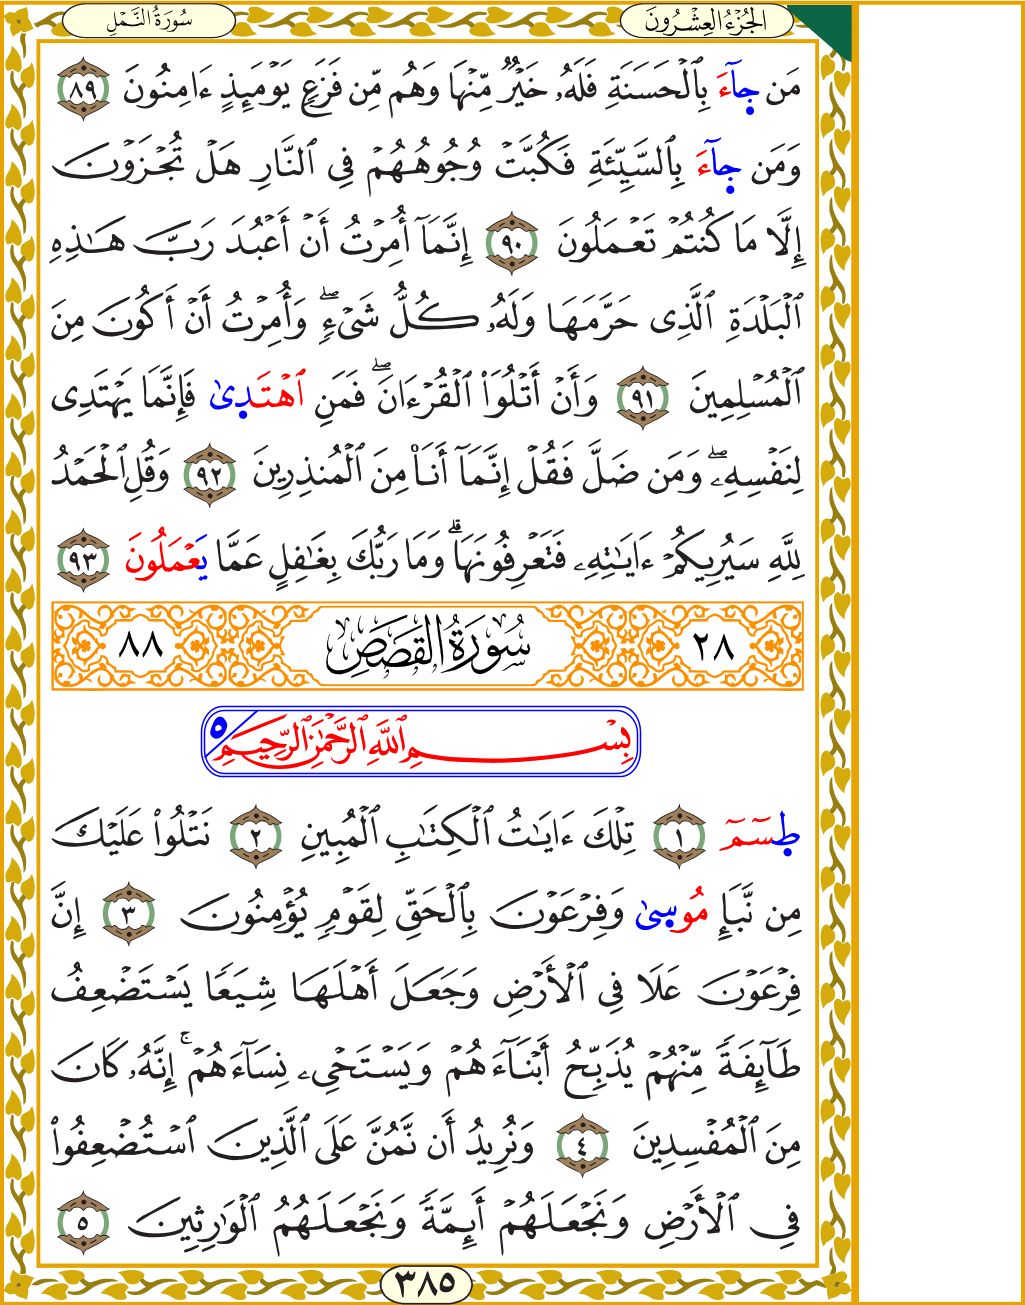 الجُزْءُ العِشْرُونَ
سُورَةُ النَّمْلِ
مَن جَآءَ بِٱلْحَسَنَةِ فَلَهُۥ خَيْرٌ مِّنْهَا وَهُم مِّن فَزَعٍ يَوْمَئِذٍ ءَامِنُونَ ٨٩
وَمَن جَآءَ بِٱلسَّيِّئَةِ فَكُبَّتْ وُجُوهُهُمْ فِى ٱلنَّارِ هَلْ تُجْزَوْنَ
إِلَّا مَا كُنتُمْ تَعْمَلُونَ ٩٠ إِنَّمَآ أُمِرْتُ أَنْ أَعْبُدَ رَبَّ هَٰذِهِ
ٱلْبَلْدَةِ ٱلَّذِى حَرَّمَهَا وَلَهُۥ كُلُّ شَىْءٍ ۖ وَأُمِرْتُ أَنْ أَكُونَ مِنَ
ٱلْمُسْلِمِينَ ٩١ وَأَنْ أَتْلُوَا۟ ٱلْقُرْءَانَ ۖ فَمَنِ ٱهْتَدِىٰ فَإِنَّمَا يَهْتَدِى
لِنَفْسِهِۦ ۖ وَمَن ضَلَّ فَقُلْ إِنَّمَآ أَنَا۠ مِنَ ٱلْمُنذِرِينَ ٩٢ وَقُلِ ٱلْحَمْدُ
لِلَّهِ سَيُرِيكُمْ ءَايَٰتِهِۦ فَتَعْرِفُونَهَا ۚ وَمَا رَبُّكَ بِغَٰفِلٍ عَمَّا يَعْمَلُونَ ٩٣
٢٨ سُورَةُ القَصَصِ ٨٨
بِسْمِ ٱللَّهِ ٱلرَّحْمَٰنِ ٱلرَّحِيمِ ٥
طِسٓمٓ ١ تِلْكَ ءَايَٰتُ ٱلْكِتَٰبِ ٱلْمُبِينِ ٢ نَتْلُوا۟ عَلَيْكَ
مِن نَّبَإِ مُوسِىٰ وَفِرْعَوْنَ بِٱلْحَقِّ لِقَوْمٍ يُؤْمِنُونَ ٣ إِنَّ
فِرْعَوْنَ عَلَا فِى ٱلْأَرْضِ وَجَعَلَ أَهْلَهَا شِيَعًا يَسْتَضْعِفُ
طَآئِفَةً مِّنْهُمْ يُذَبِّحُ أَبْنَآءَهُمْ وَيَسْتَحْىِۦ نِسَآءَهُمْ ۚ إِنَّهُۥ كَانَ
مِنَ ٱلْمُفْسِدِينَ ٤ وَنُرِيدُ أَن نَّمُنَّ عَلَى ٱلَّذِينَ ٱسْتُضْعِفُوا۟
فِى ٱلْأَرْضِ وَنَجْعَلَهُمْ أَئِمَّةً وَنَجْعَلَهُمُ ٱلْوَٰرِثِينَ ٥
٣٨٥